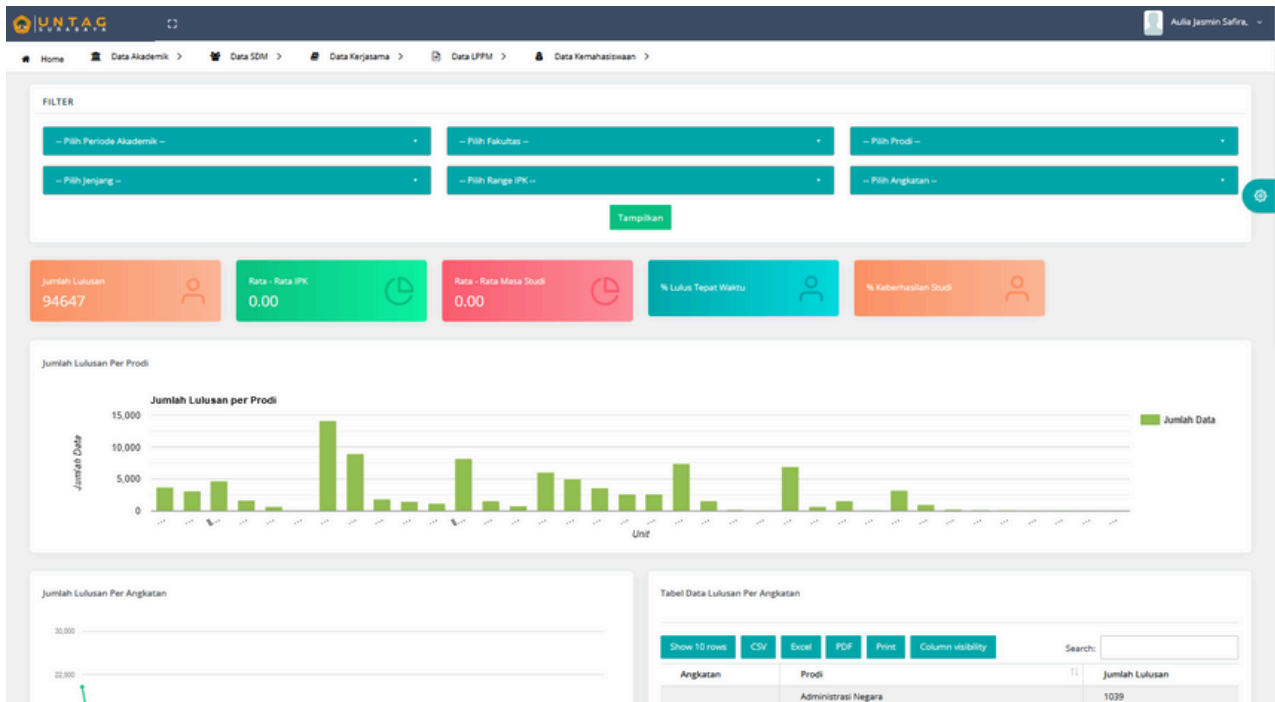 UNTAG
SURABAYA
Aulia Jasmin Safira,
Home
Data Akademik >
Data SDM >
Data Kerjasama >
Data LPPM >
Data Kemahasiswaan >
FILTER
-- Pilih Periode Akademik --
-- Pilih Fakultas --
-- Pilih Prodi --
-- Pilih Jenjang --
-- Pilih Range IPK --
-- Pilih Angkatan --
Tampilkan
Jumlah Lulusan
94647
Rata - Rata IPK
0.00
Rata - Rata Masa Studi
0.00
% Lulus Tepat Waktu
% Keberhasilan Studi
Jumlah Lulusan Per Prodi
Jumlah Lulusan per Prodi
15,000
10,000
5,000
0
Jumlah Data
Jumlah Data
Unit
Jumlah Lulusan Per Angkatan
30,000
22,500
Tabel Data Lulusan Per Angkatan
Show 10 rows
CSV
Excel
PDF
Print
Column visibility
Search:
Angkatan
Prodi
Jumlah Lulusan
Administrasi Negara
1039